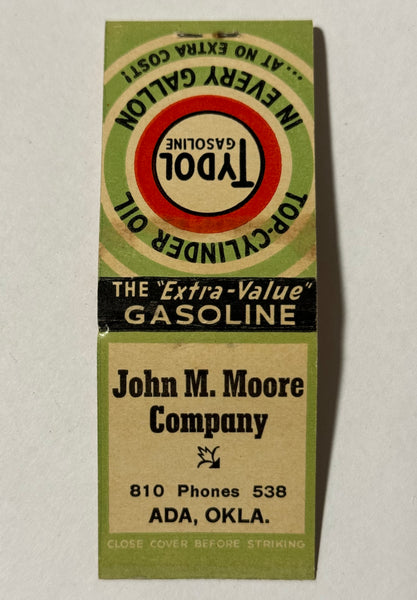 TOP-CYLINDER OIL
IN EVERY GALLON
... AT NO EXTRA COST!
TYDOL
GASOLINE
THE "Extra-Value"
GASOLINE
John M. Moore
Company
810 Phones 538
ADA, OKLA.
CLOSE COVER BEFORE STRIKING